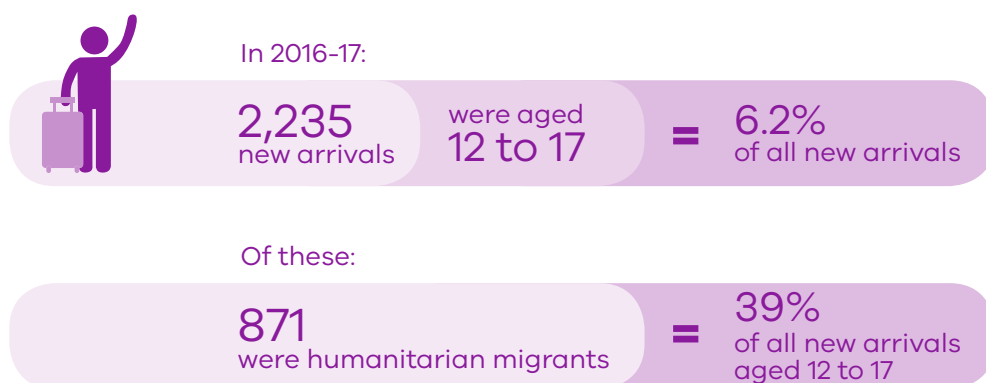 In 2016-17:
2,235
new arrivals
were aged
12 to 17
=
6.2%
of all new arrivals
Of these:
871
were humanitarian migrants
=
39%
of all new arrivals
aged 12 to 17